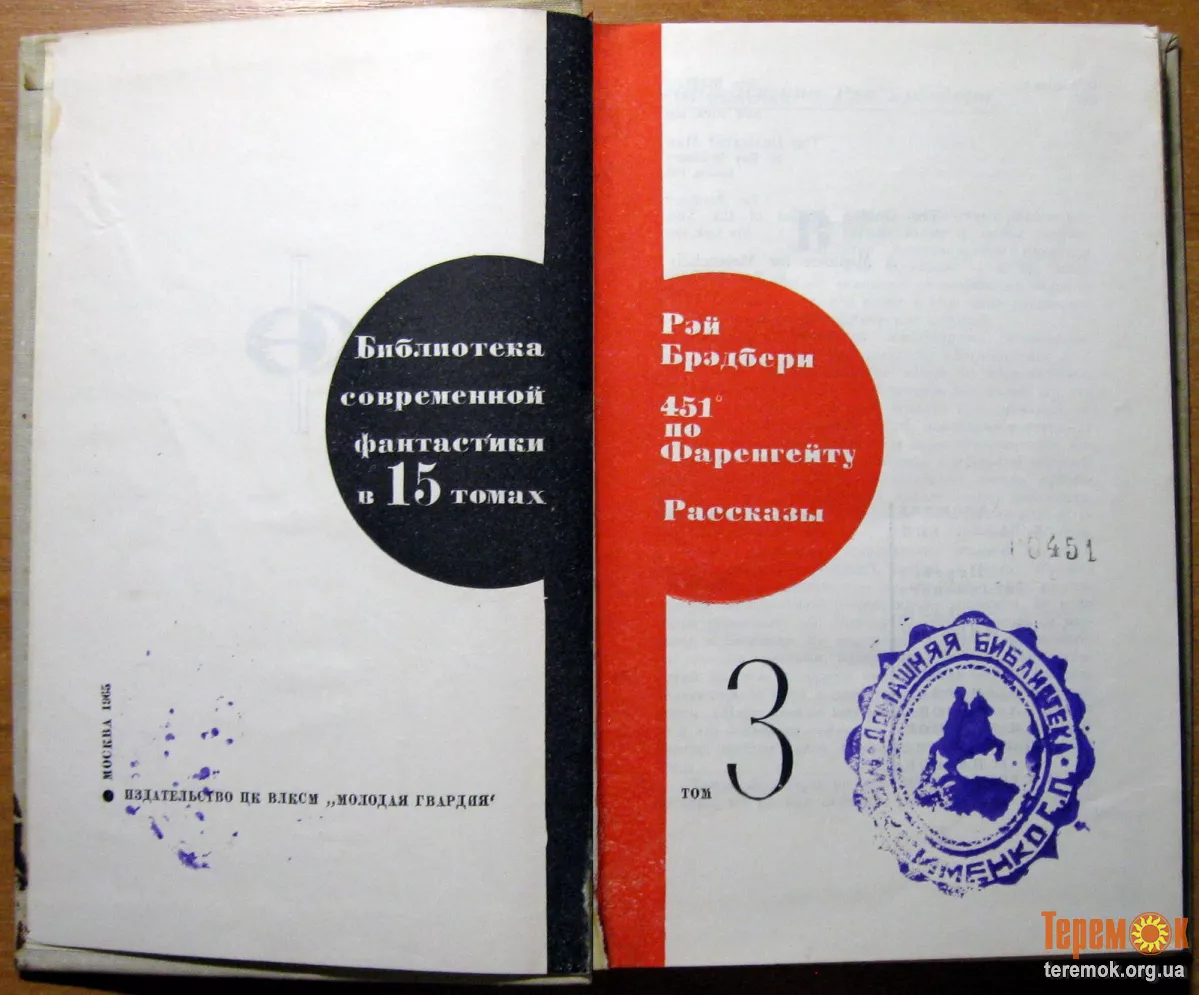 Библиотека
современной
фантастики
в 15 томах
МОСКВА 1965
ИЗДАТЕЛЬСТВО ЦК ВЛКСМ „МОЛОДАЯ ГВАРДИЯ“
Рэй
Брэдбери
451°
по
Фаренгейту
Рассказы
0451
том 3
ДОМАШНЯЯ БИБЛИОТЕКА
Теремок
teremok.org.ua